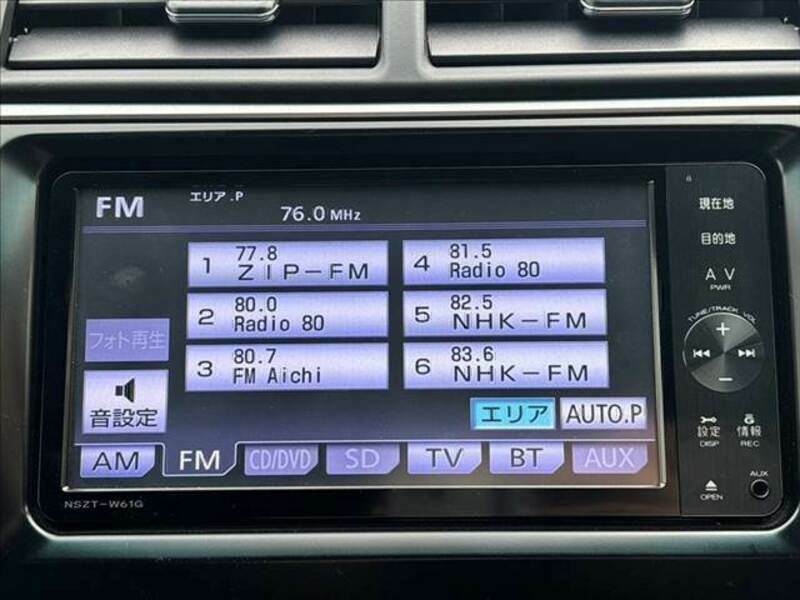 FM エリア.P
76.0 MHz
1 77.8
ZIP-FM
2 80.0
Radio 80
3 80.7
FM Aichi
4 81.5
Radio 80
5 82.5
NHK-FM
6 83.6
NHK-FM
フォト再生
音設定
エリア AUTO.P
AM FM CD/DVD SD TV BT AUX
NSZT-W61G
現在地
目的地
AV
PWR
TUNE/TRACK VOL
+
−
設定 情報
DISP REC
OPEN
AUX